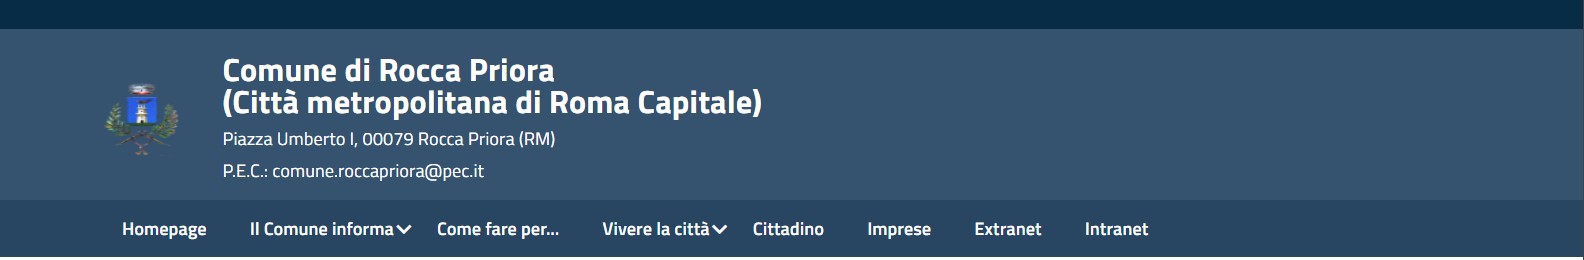 Comune di Rocca Priora
(Città metropolitana di Roma Capitale)
Piazza Umberto I, 00079 Rocca Priora (RM)
P.E.C.: comune.roccapriora@pec.it
Homepage Il Comune informa Come fare per... Vivere la città Cittadino Imprese Extranet Intranet